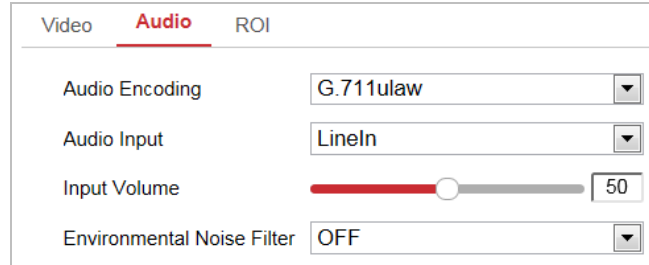 Video Audio ROI
Audio Encoding G.711ulaw
Audio Input LineIn
Input Volume 50
Environmental Noise Filter OFF